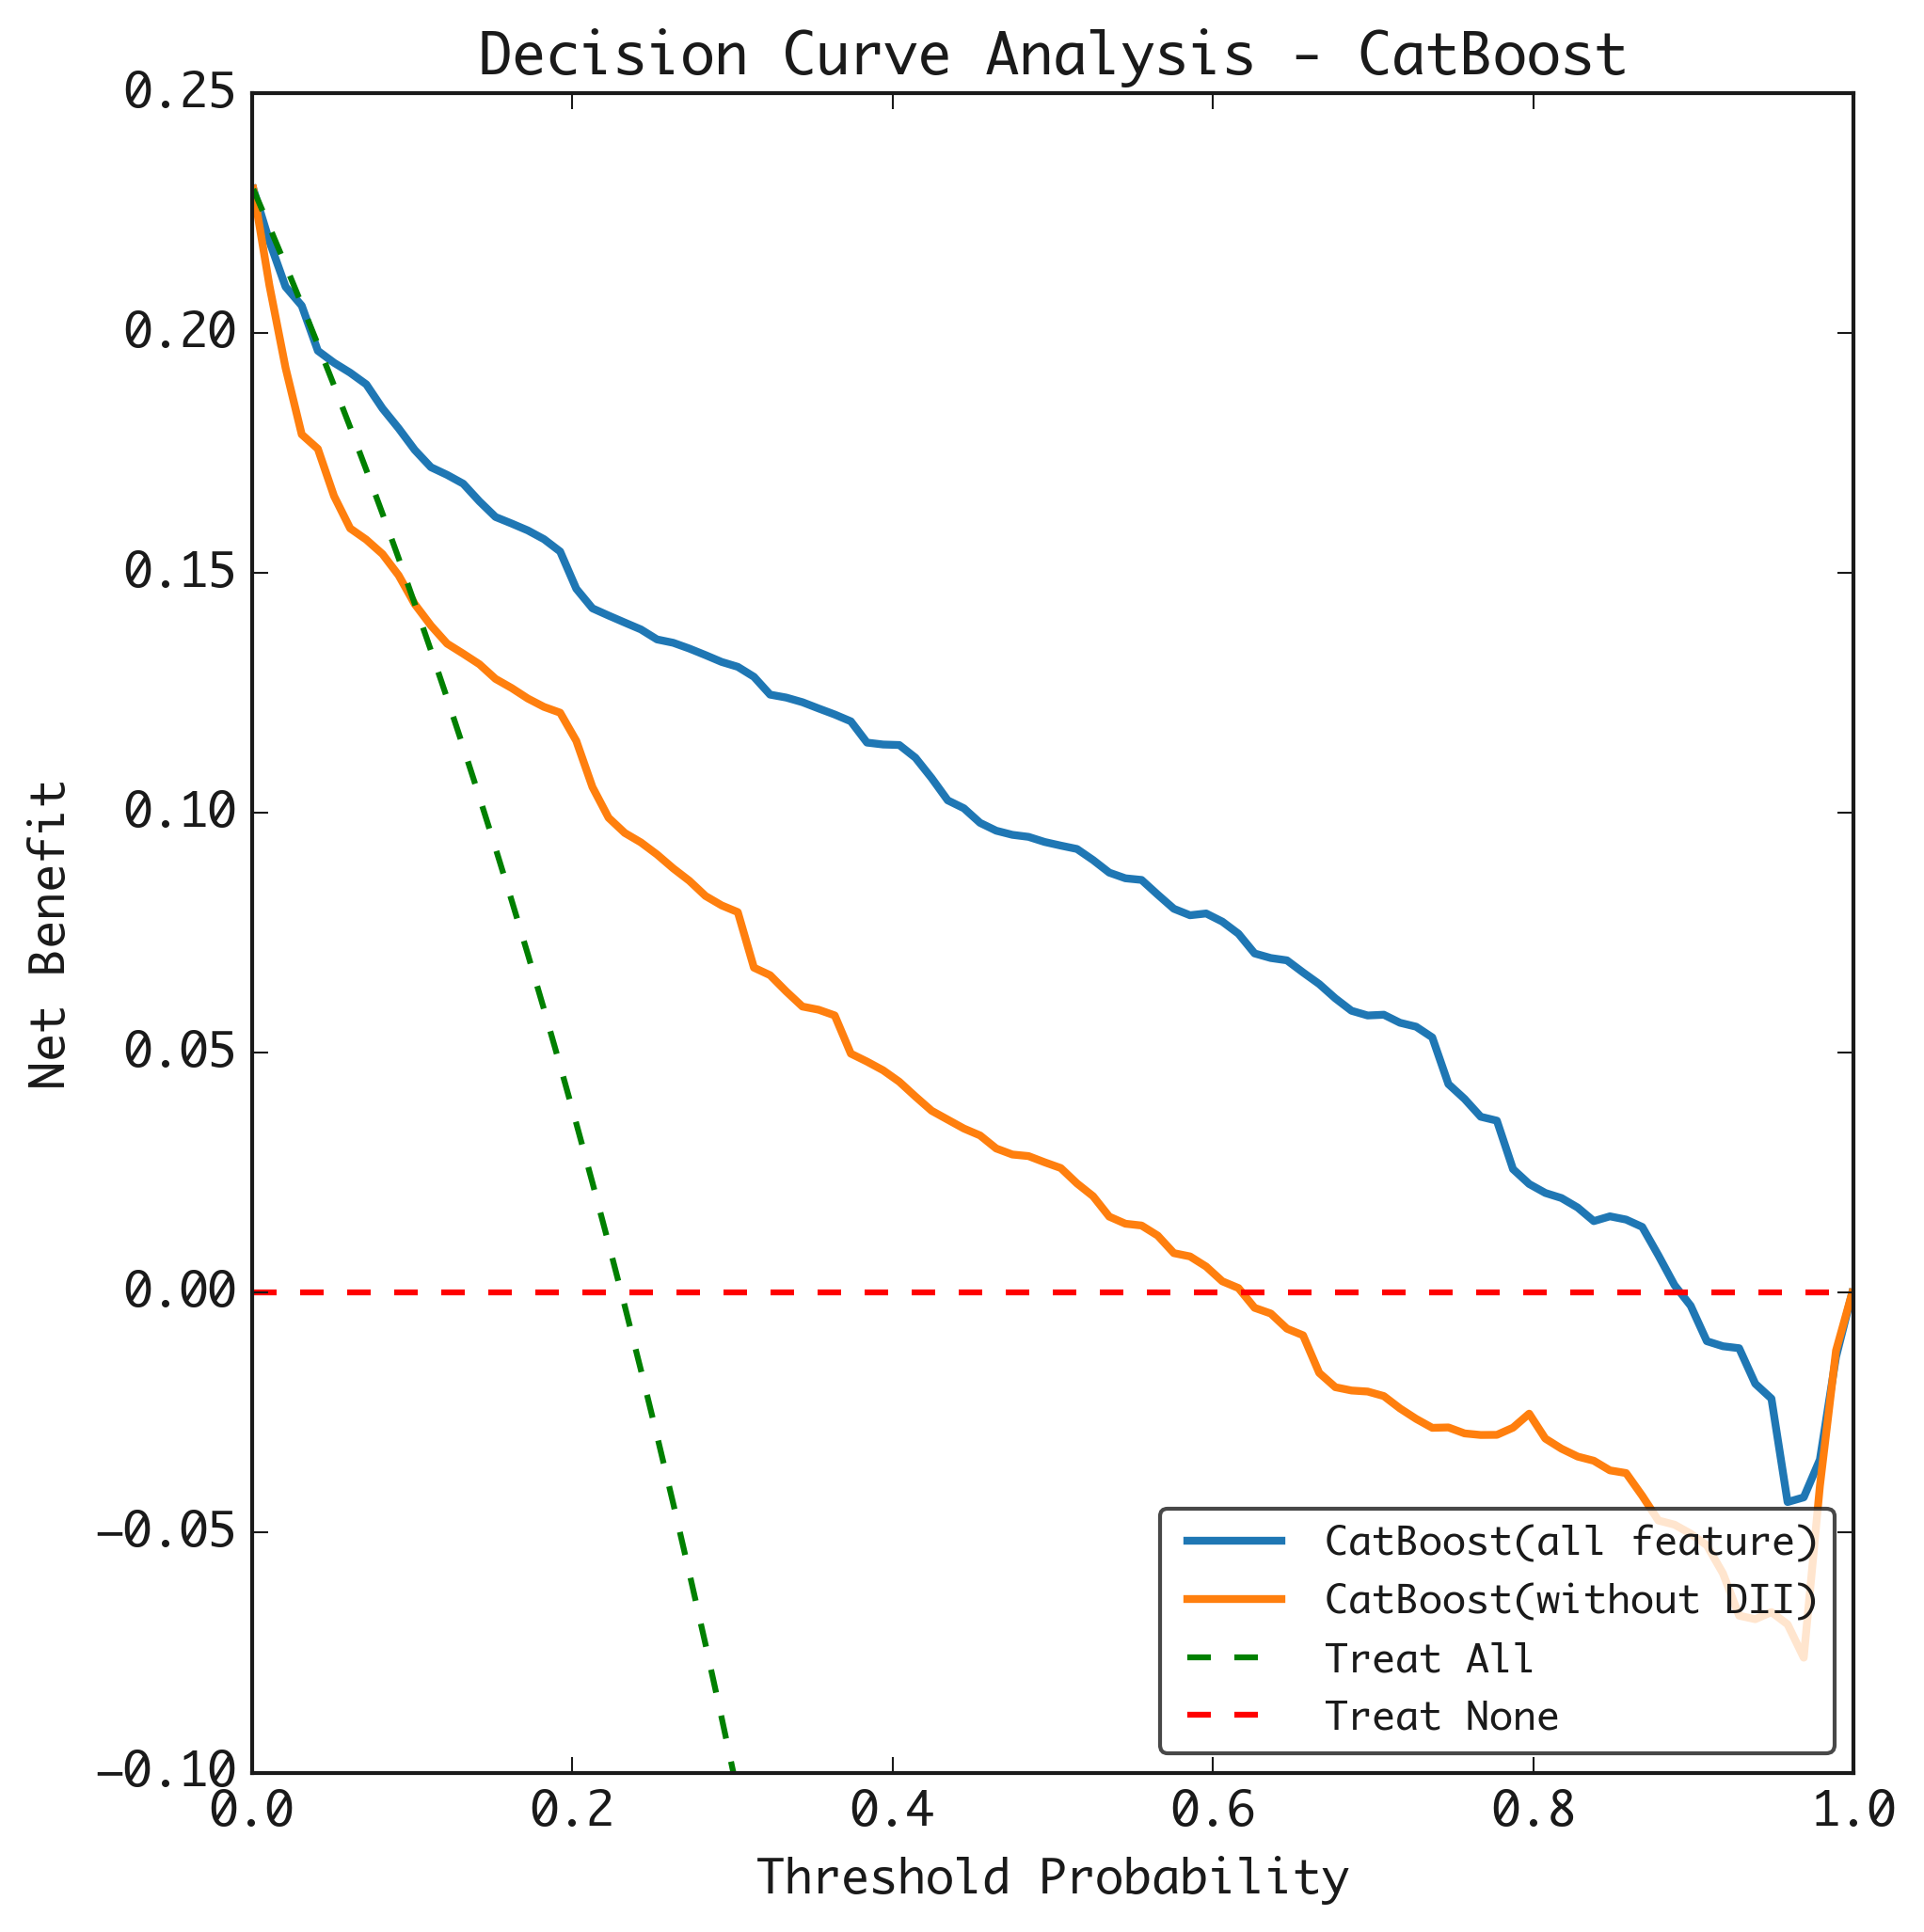 Decision Curve Analysis - CatBoost
0.25
0.20
0.15
0.10
0.05
0.00
−0.05
−0.10
Net Benefit
0.0 0.2 0.4 0.6 0.8 1.0
Threshold Probability
CatBoost(all feature)
CatBoost(without DII)
Treat All
Treat None